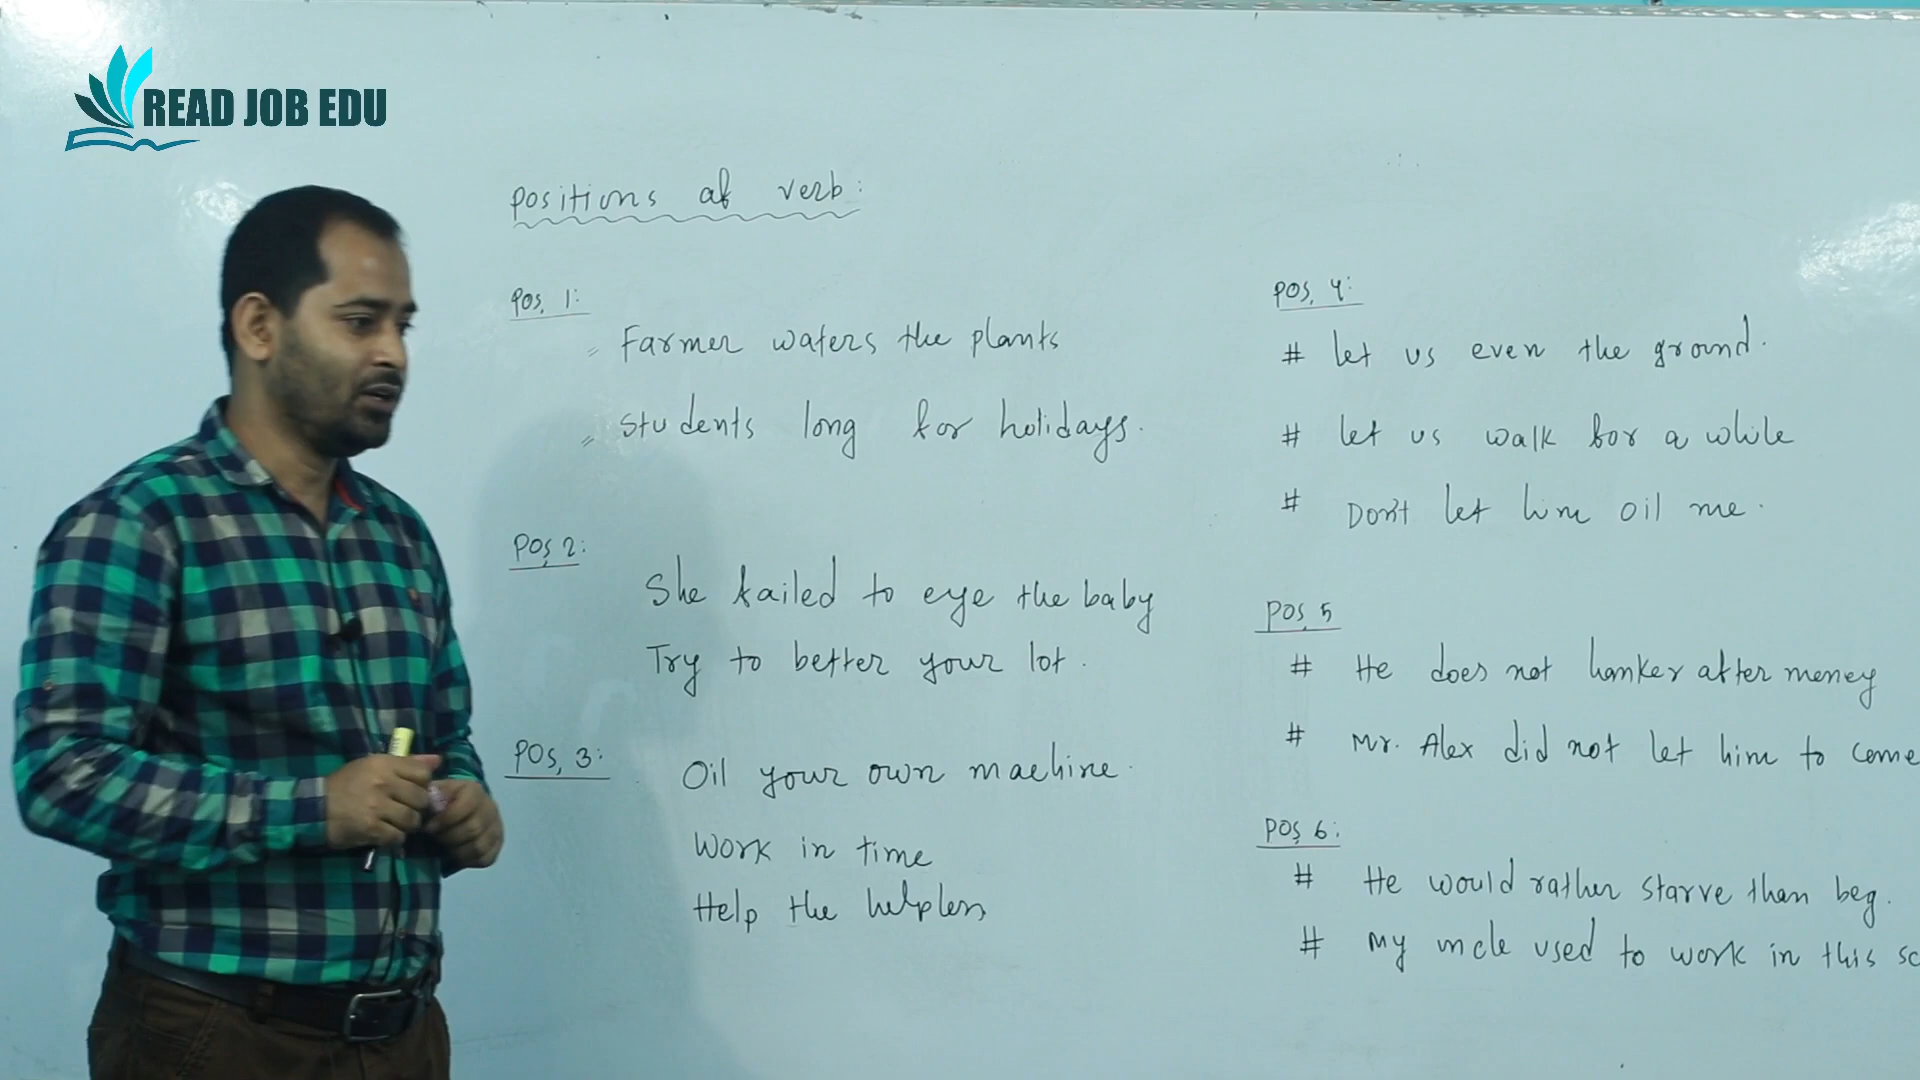 READ JOB EDU
Positions of verb:
Pos, 1:
Farmer waters the plants
Students long for holidays.
Pos, 2:
She failed to eye the baby
Try to better your lot.
Pos, 3:
Oil your own machine.
Work in time
Help the helpless
Pos, 4:
# let us even the ground.
# let us walk for a while
# Don't let him oil me.
Pos, 5
# He does not hanker after money
# Mr. Alex did not let him to come
Pos, 6:
# He would rather starve than beg.
# My uncle used to work in this sc